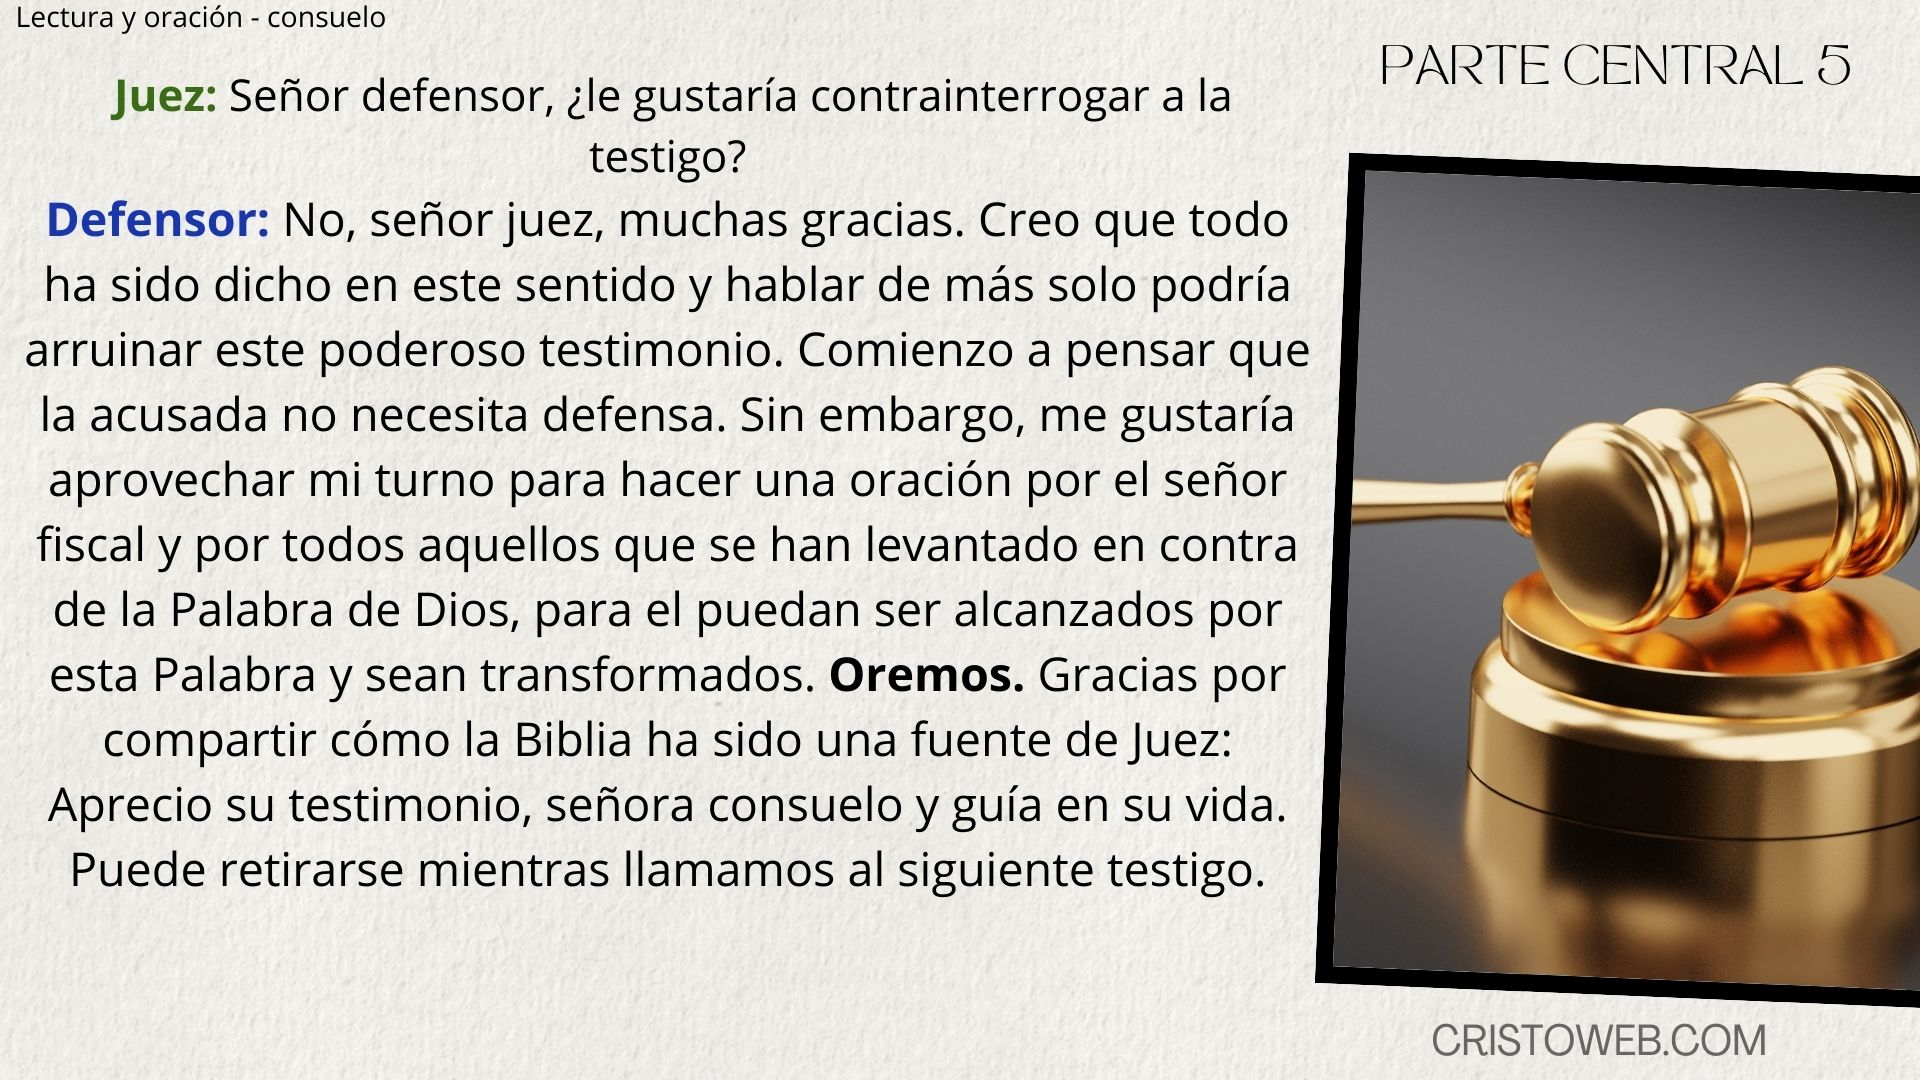 Lectura y oración - consuelo
PARTE CENTRAL 5
Juez: Señor defensor, ¿le gustaría contrainterrogar a la
testigo?
Defensor: No, señor juez, muchas gracias. Creo que todo
ha sido dicho en este sentido y hablar de más solo podría
arruinar este poderoso testimonio. Comienzo a pensar que
la acusada no necesita defensa. Sin embargo, me gustaría
aprovechar mi turno para hacer una oración por el señor
fiscal y por todos aquellos que se han levantado en contra
de la Palabra de Dios, para el puedan ser alcanzados por
esta Palabra y sean transformados. Oremos. Gracias por
compartir cómo la Biblia ha sido una fuente de Juez:
Aprecio su testimonio, señora consuelo y guía en su vida.
Puede retirarse mientras llamamos al siguiente testigo.
CRISTOWEB.COM